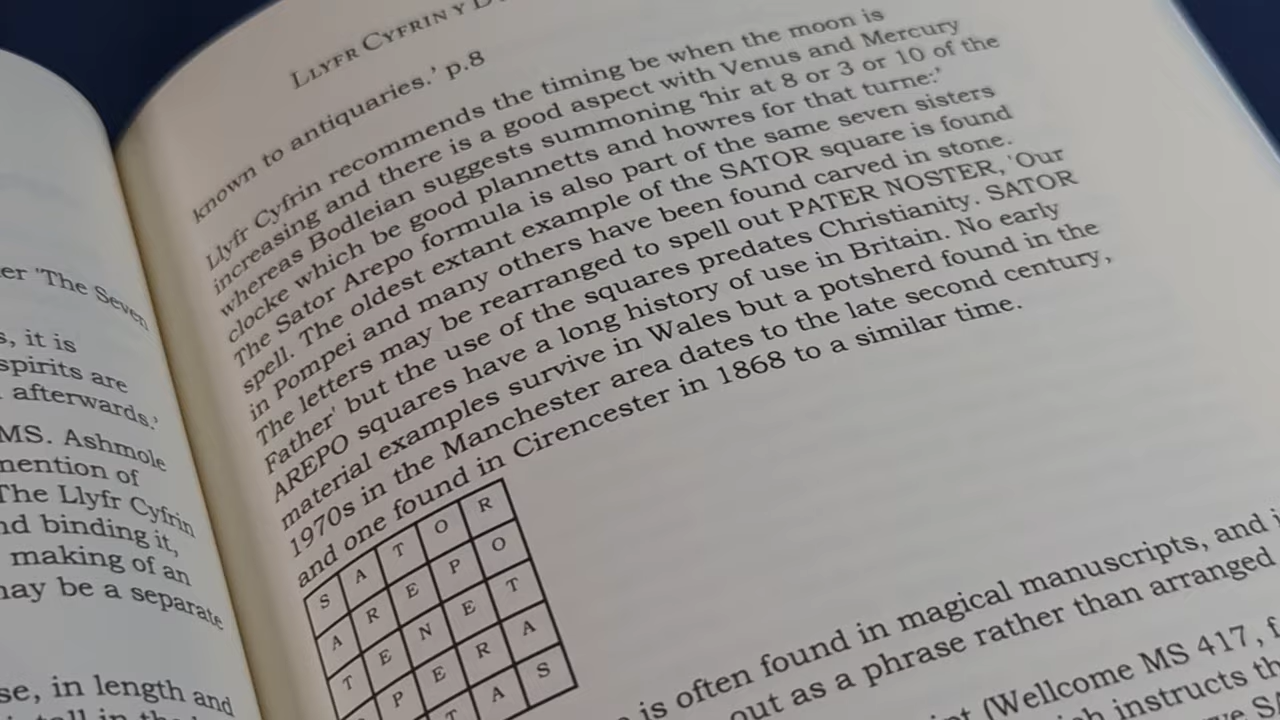 er 'The Seven
s, it is
spirits are
afterwards.'
MS. Ashmole
mention of
The Llyfr Cyfrin
nd binding it,
making of an
may be a separate
se, in length and
LLYFR CYFRIN Y
known to antiquaries.' p.8
Llyfr Cyfrin recommends the timing be when the moon is
increasing and there is a good aspect with Venus and Mercury
whereas Bodleian suggests summoning 'hir at 8 or 3 or 10 of the
clocke which be good plannetts and howres for that turne:'
The Sator Arepo formula is also part of the same seven sisters
spell. The oldest extant example of the SATOR square is found
in Pompei and many others have been found carved in stone.
The letters may be rearranged to spell out PATER NOSTER, 'Our
Father' but the use of the squares predates Christianity. SATOR
AREPO squares have a long history of use in Britain. No early
material examples survive in Wales but a potsherd found in the
1970s in the Manchester area dates to the late second century,
and one found in Cirencester in 1868 to a similar time.
S A T O R
A R E P O
T E N E T
P E R A
T A S
is often found in magical manuscripts, and
out as a phrase rather than arranged
(Wellcome MS 417,
instructs